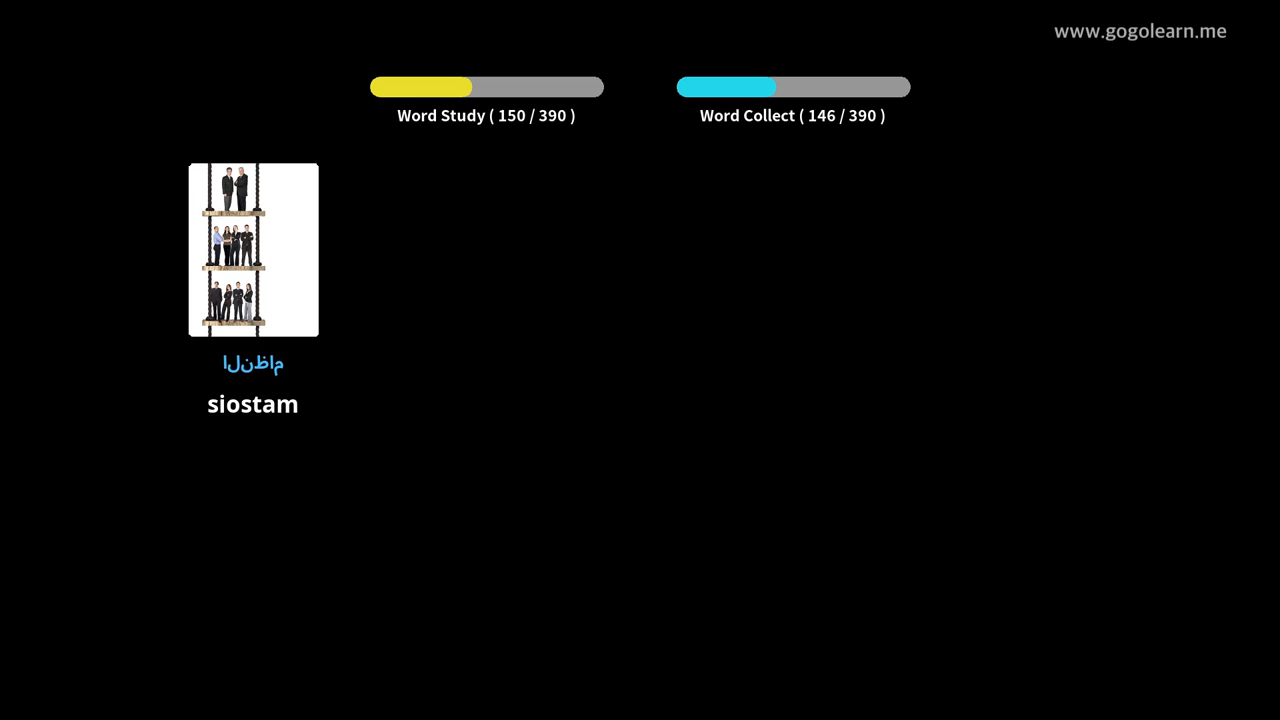 www.gogolearn.me
Word Study ( 150 / 390 )
Word Collect ( 146 / 390 )
النظام
siostam